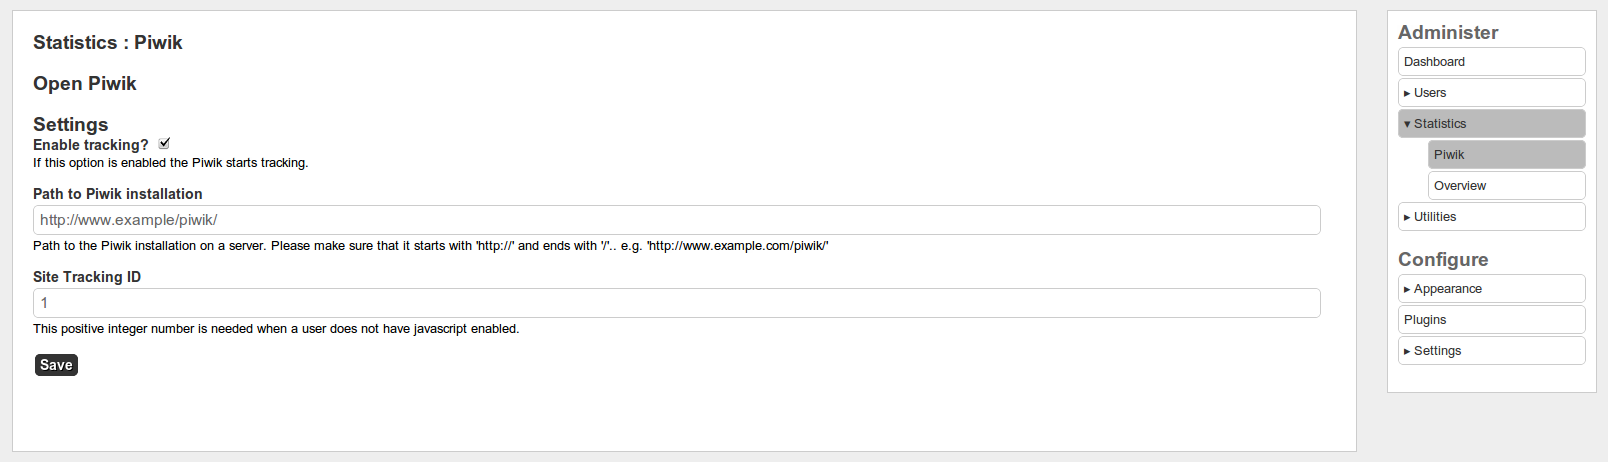 Statistics : Piwik
Open Piwik
Settings
Enable tracking?
If this option is enabled the Piwik starts tracking.
Path to Piwik installation
http://www.example/piwik/
Path to the Piwik installation on a server. Please make sure that it starts with 'http://' and ends with '/'.. e.g. 'http://www.example.com/piwik/'
Site Tracking ID
1
This positive integer number is needed when a user does not have javascript enabled.
Save
Administer
Dashboard
▸ Users
▾ Statistics
Piwik
Overview
▸ Utilities
Configure
▸ Appearance
Plugins
▸ Settings